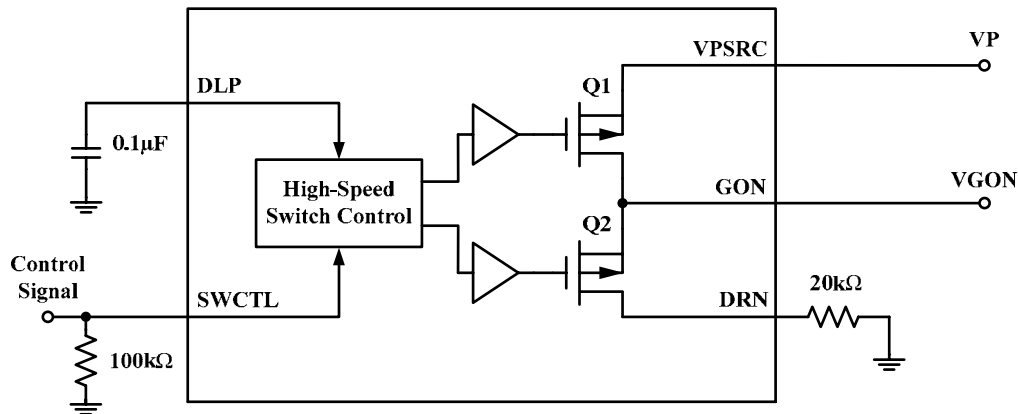 VPSRC
VP
DLP
Q1
0.1μF
High-Speed
Switch Control
GON
VGON
Q2
Control
Signal
SWCTL
DRN
20kΩ
100kΩ